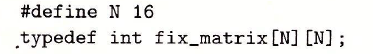 #define N 16
typedef int fix_matrix[N][N];